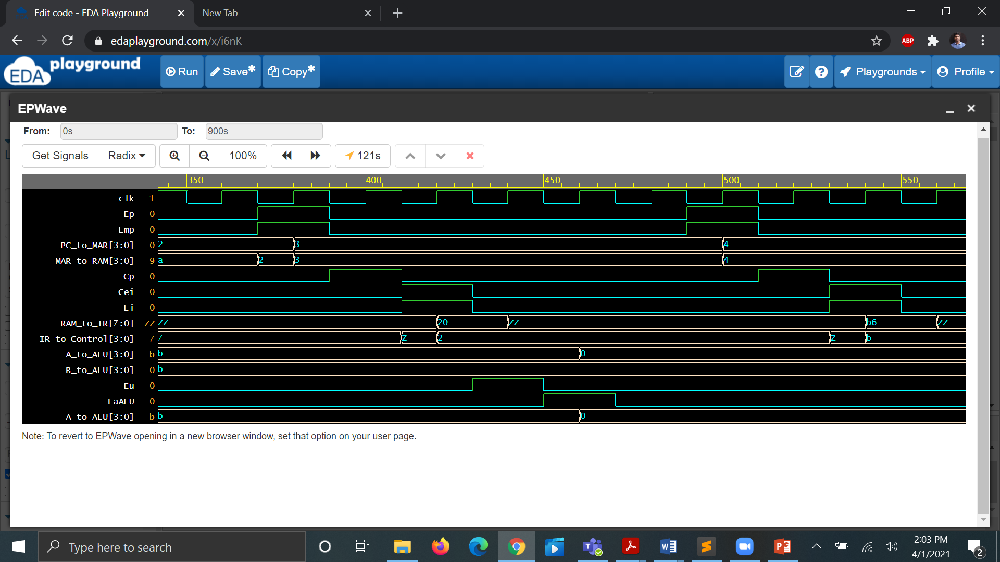 Edit code - EDA Playground
New Tab
edaplayground.com/x/i6nK
ABP
EDA playground
Run
Save*
Copy*
Playgrounds
Profile
EPWave
From: 0s To: 900s
Get Signals Radix 100% 121s
350 400 450 500 550
clk 1
Ep 0
Lmp 0
PC_to_MAR[3:0] 0 2 3 4
MAR_to_RAM[3:0] 9 a 2 3 4
Cp 0
Cei 0
Li 0
RAM_to_IR[7:0] ZZ ZZ 20 ZZ b6 ZZ
IR_to_Control[3:0] 7 7 Z 2 Z b
A_to_ALU[3:0] b b 0
B_to_ALU[3:0] 0 b
Eu 0
LaALU 0
A_to_ALU[3:0] b b 0
Note: To revert to EPWave opening in a new browser window, set that option on your user page.
Type here to search
2:03 PM
4/1/2021
2